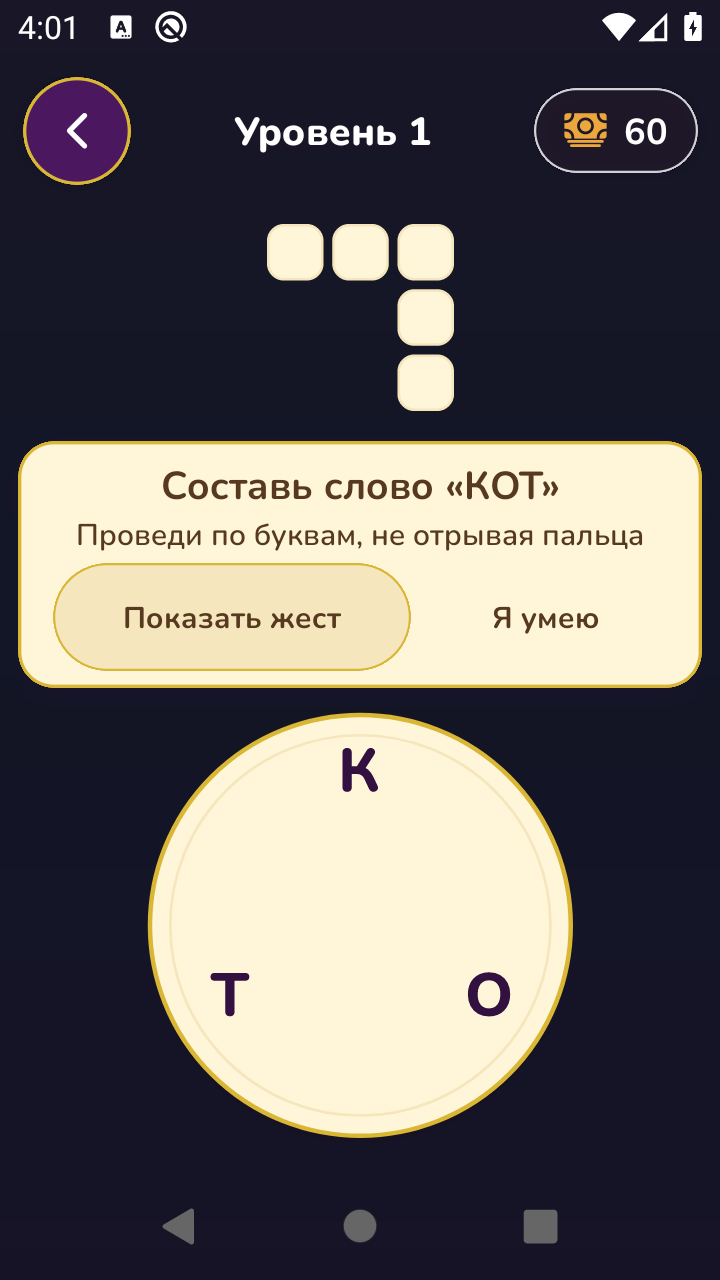 4:01
Уровень 1
60
Составь слово «КОТ»
Проведи по буквам, не отрывая пальца
Показать жест
Я умею
К
Т
О